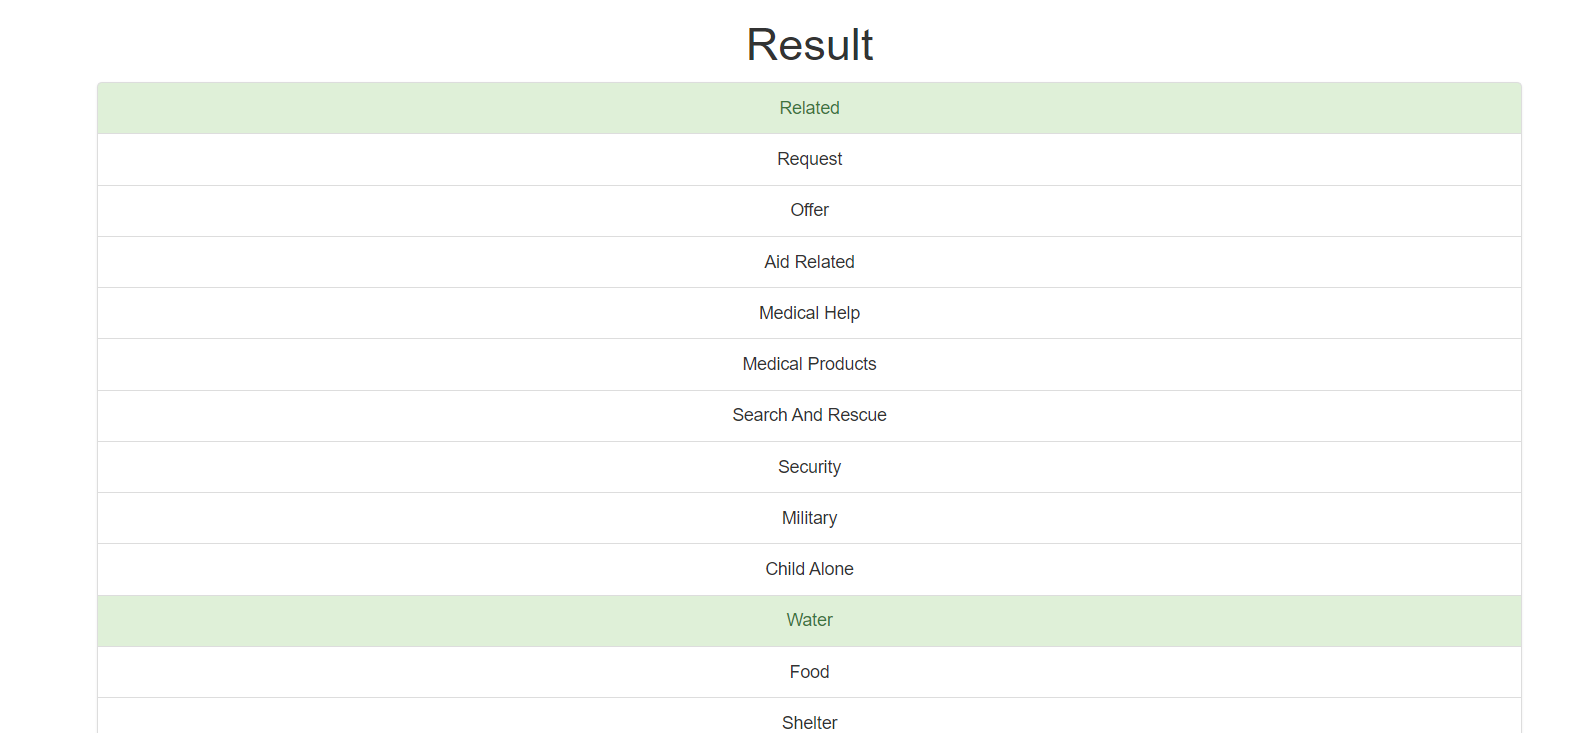 Result
Related
Request
Offer
Aid Related
Medical Help
Medical Products
Search And Rescue
Security
Military
Child Alone
Water
Food
Shelter